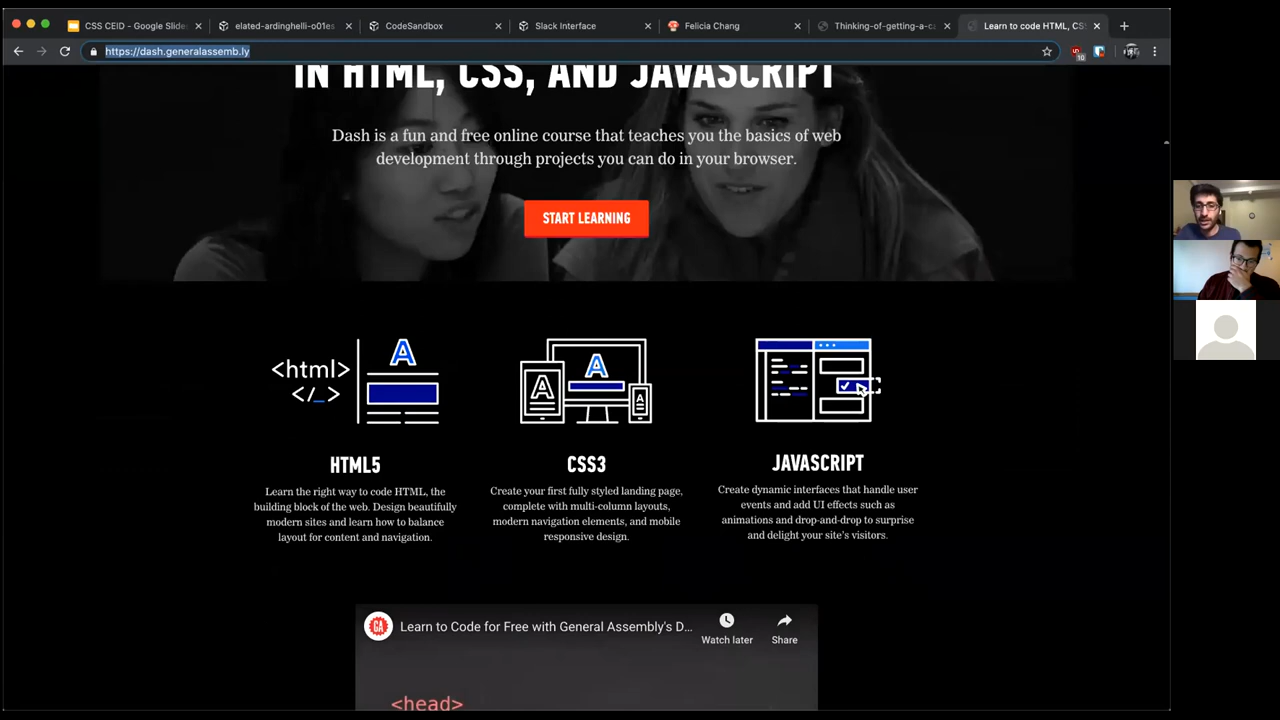 CSS CEID - Google Slides
elated-ardinghelli-o01es
CodeSandbox
Slack Interface
Felicia Chang
Thinking-of-getting-a-ca
Learn to code HTML, CS
https://dash.generalassemb.ly
10
IN HTML, CSS, AND JAVASCRIPT
Dash is a fun and free online course that teaches you the basics of web
development through projects you can do in your browser.
START LEARNING
<html>
</_>
A
A
A
A
HTML5
Learn the right way to code HTML, the
building block of the web. Design beautifully
modern sites and learn how to balance
layout for content and navigation.
CSS3
Create your first fully styled landing page,
complete with multi-column layouts,
modern navigation elements, and mobile
responsive design.
JAVASCRIPT
Create dynamic interfaces that handle user
events and add UI effects such as
animations and drop-and-drop to surprise
and delight your site's visitors.
GA
Learn to Code for Free with General Assembly's D...
Watch later
Share
<head>